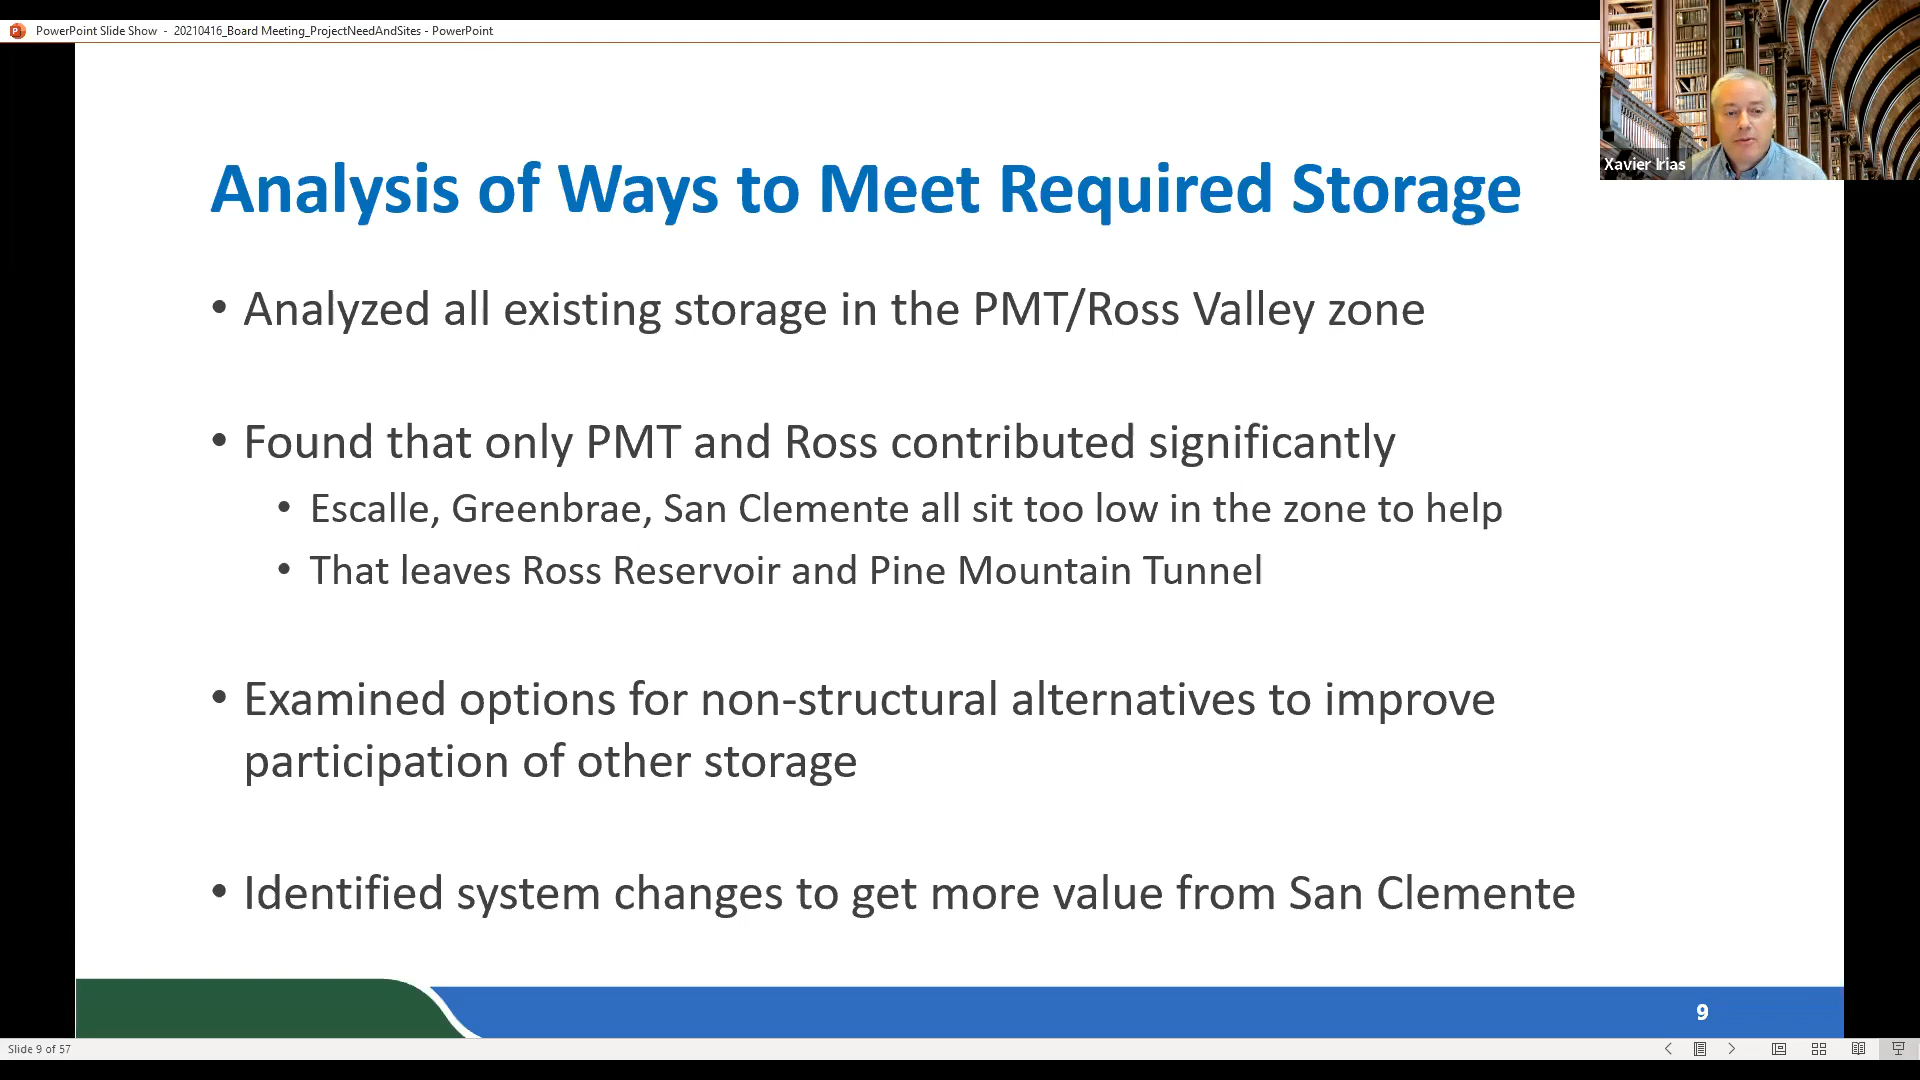 PowerPoint Slide Show - 20210416_Board Meeting_ProjectNeedAndSites - PowerPoint
Xavier Irias
Analysis of Ways to Meet Required Storage
• Analyzed all existing storage in the PMT/Ross Valley zone
• Found that only PMT and Ross contributed significantly
• Escalle, Greenbrae, San Clemente all sit too low in the zone to help
• That leaves Ross Reservoir and Pine Mountain Tunnel
• Examined options for non-structural alternatives to improve
participation of other storage
• Identified system changes to get more value from San Clemente
9
Slide 9 of 57